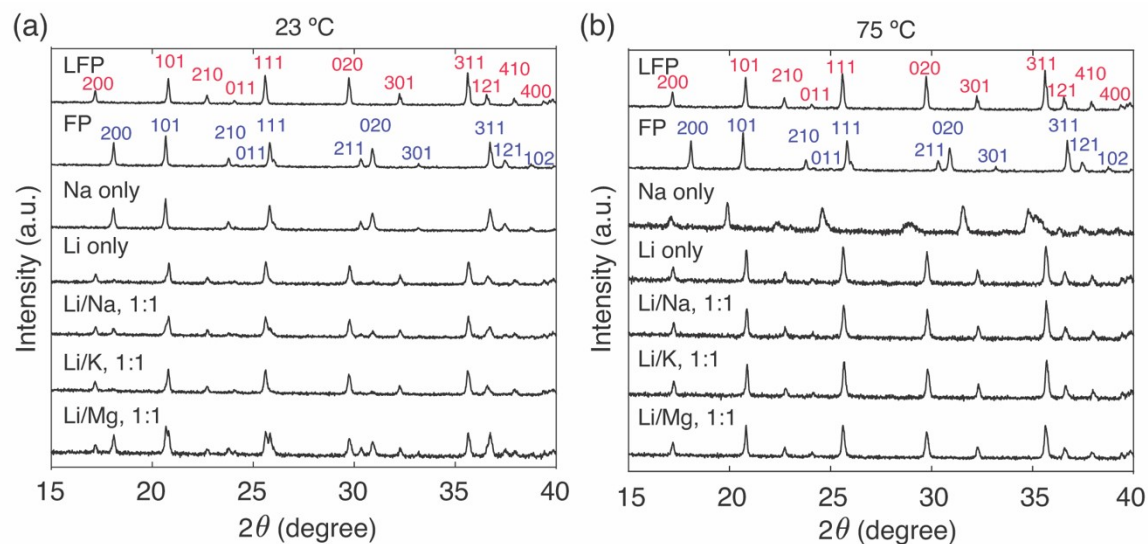 (a)
23 ºC
LFP
200 101 210 011 111 020 301 311 121 410 400
FP
200 101 210 011 111 211 020 301 311 121 102
Na only
Li only
Li/Na, 1:1
Li/K, 1:1
Li/Mg, 1:1
15 20 25 30 35 40
2θ (degree)
Intensity (a.u.)
(b)
75 ºC
LFP
200 101 210 011 111 020 301 311 121 410 400
FP
200 101 210 011 111 211 020 301 311 121 102
Na only
Li only
Li/Na, 1:1
Li/K, 1:1
Li/Mg, 1:1
15 20 25 30 35 40
2θ (degree)
Intensity (a.u.)